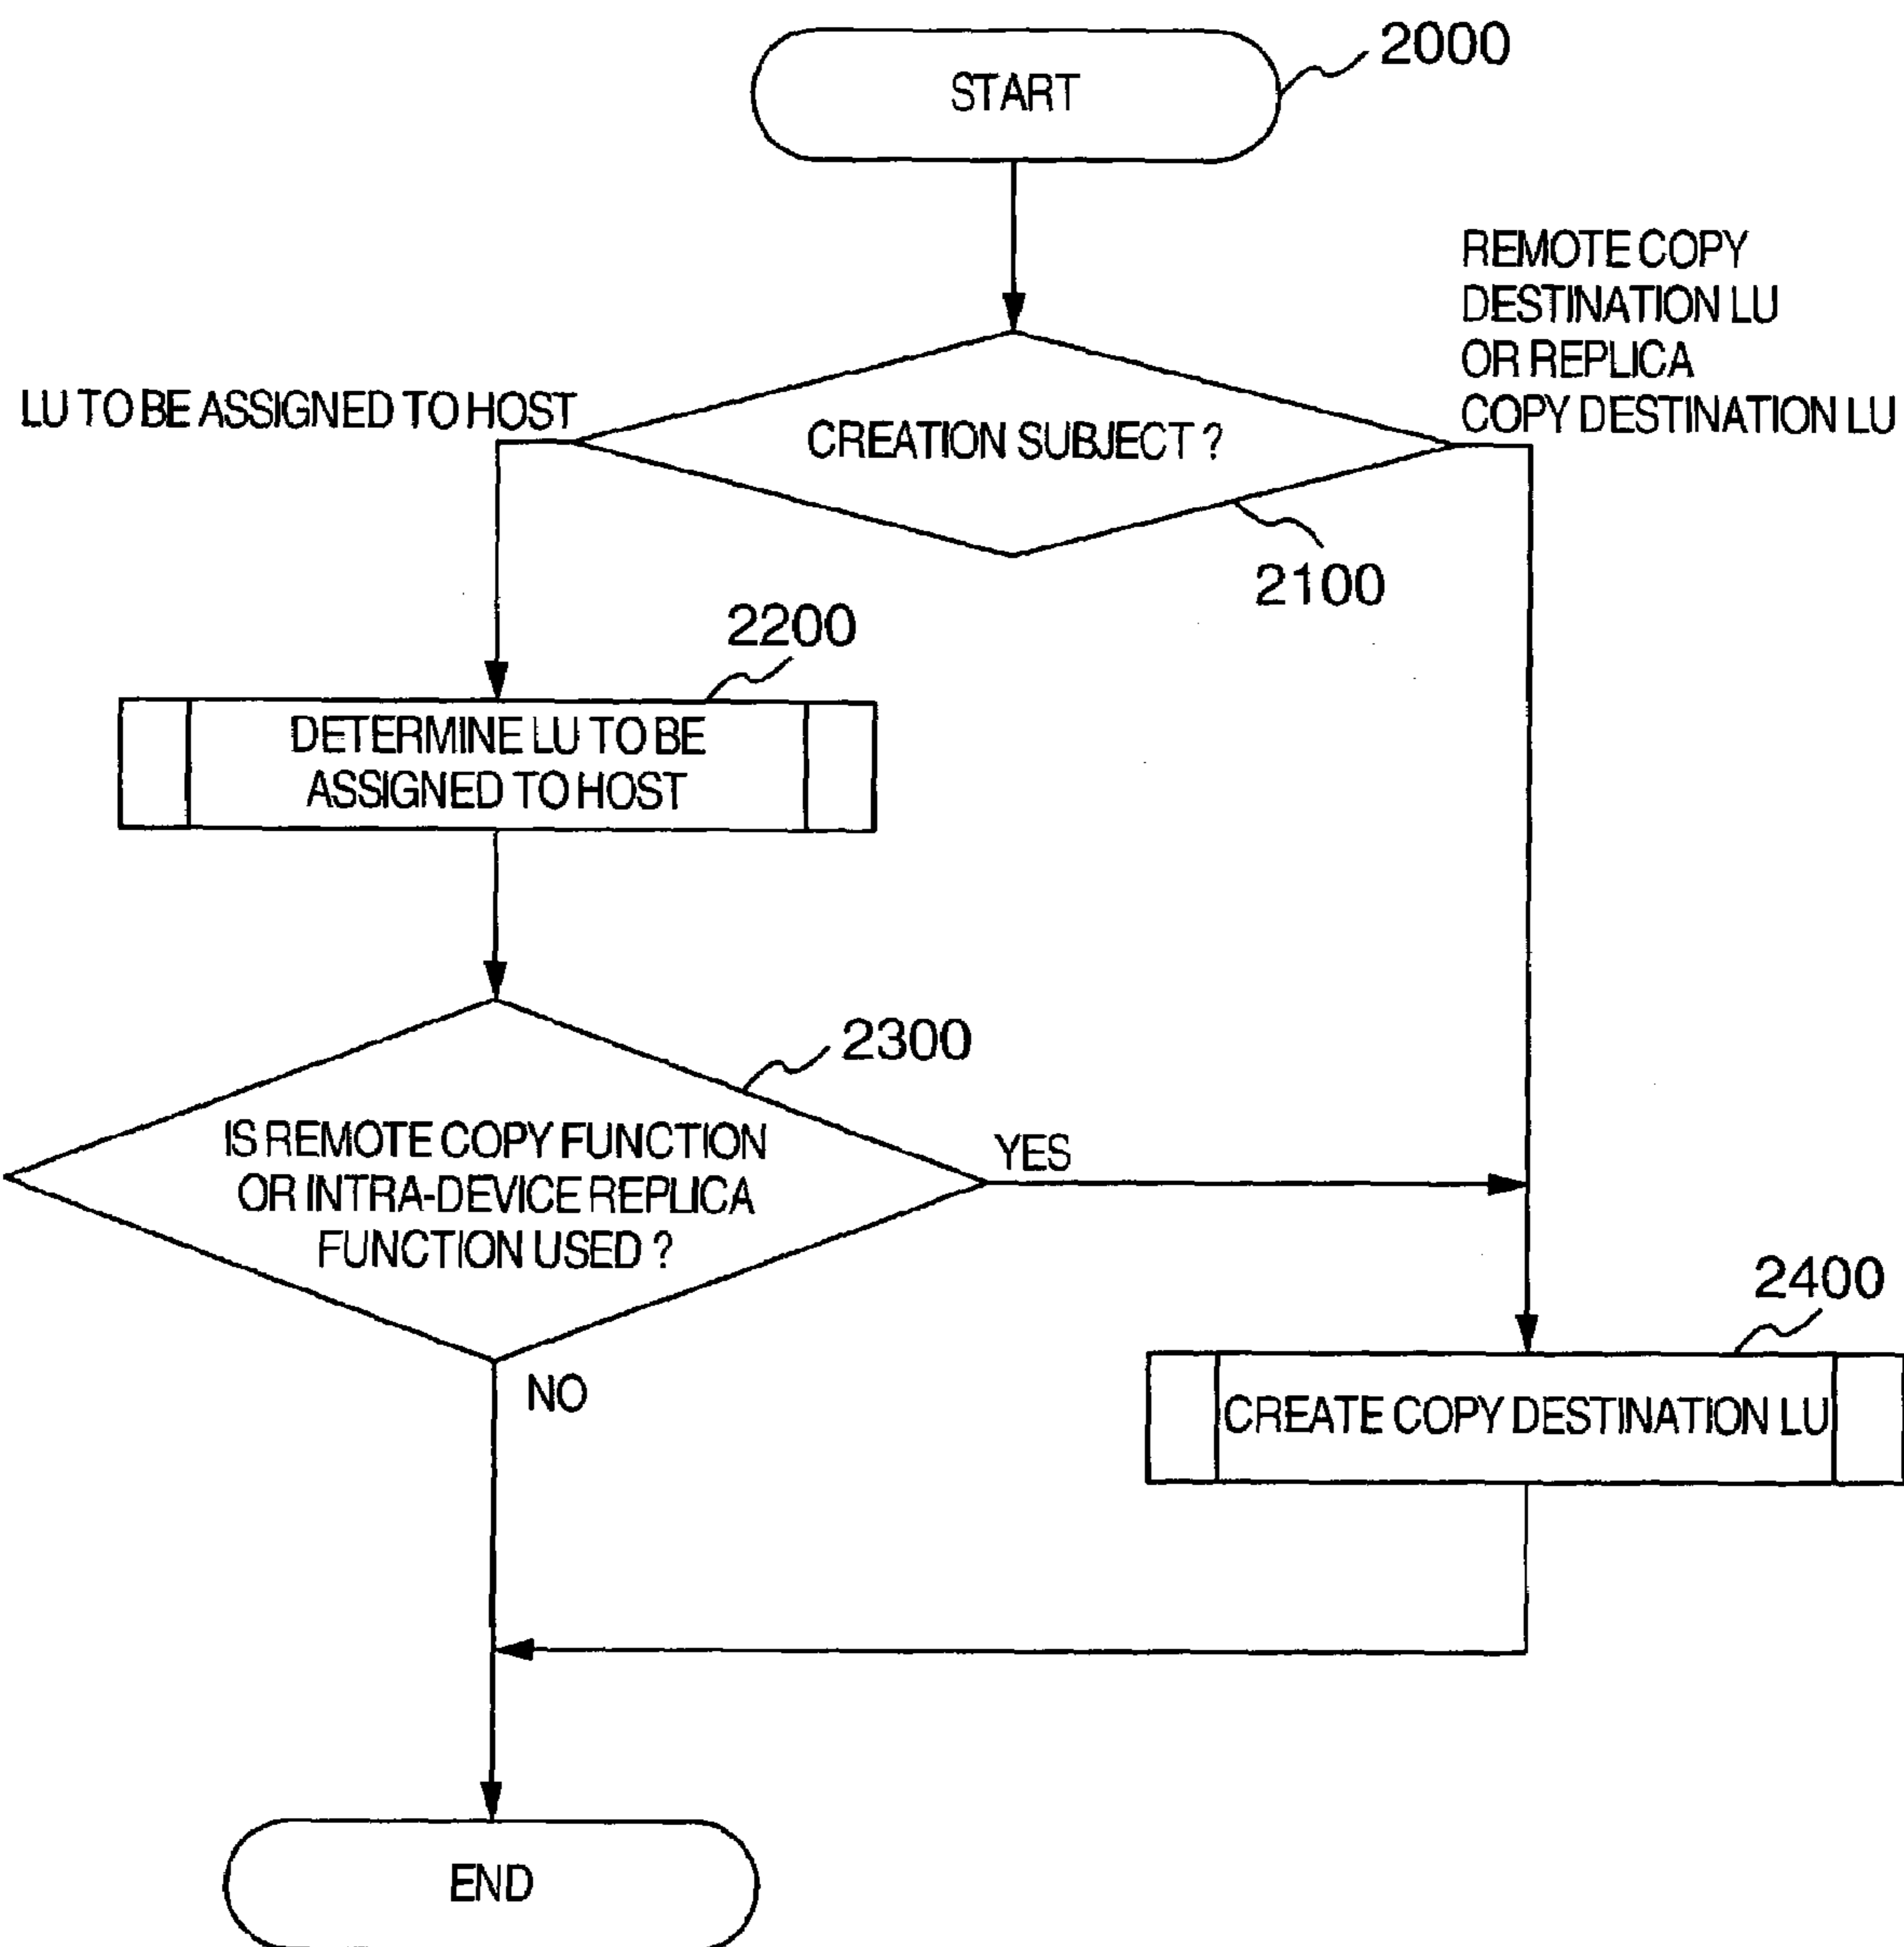 START
2000
REMOTE COPY
DESTINATION LU
OR REPLICA
COPY DESTINATION LU
LU TO BE ASSIGNED TO HOST
CREATION SUBJECT ?
2100
2200
DETERMINE LU TO BE
ASSIGNED TO HOST
2300
IS REMOTE COPY FUNCTION
OR INTRA-DEVICE REPLICA
FUNCTION USED ?
YES
NO
2400
CREATE COPY DESTINATION LU
END